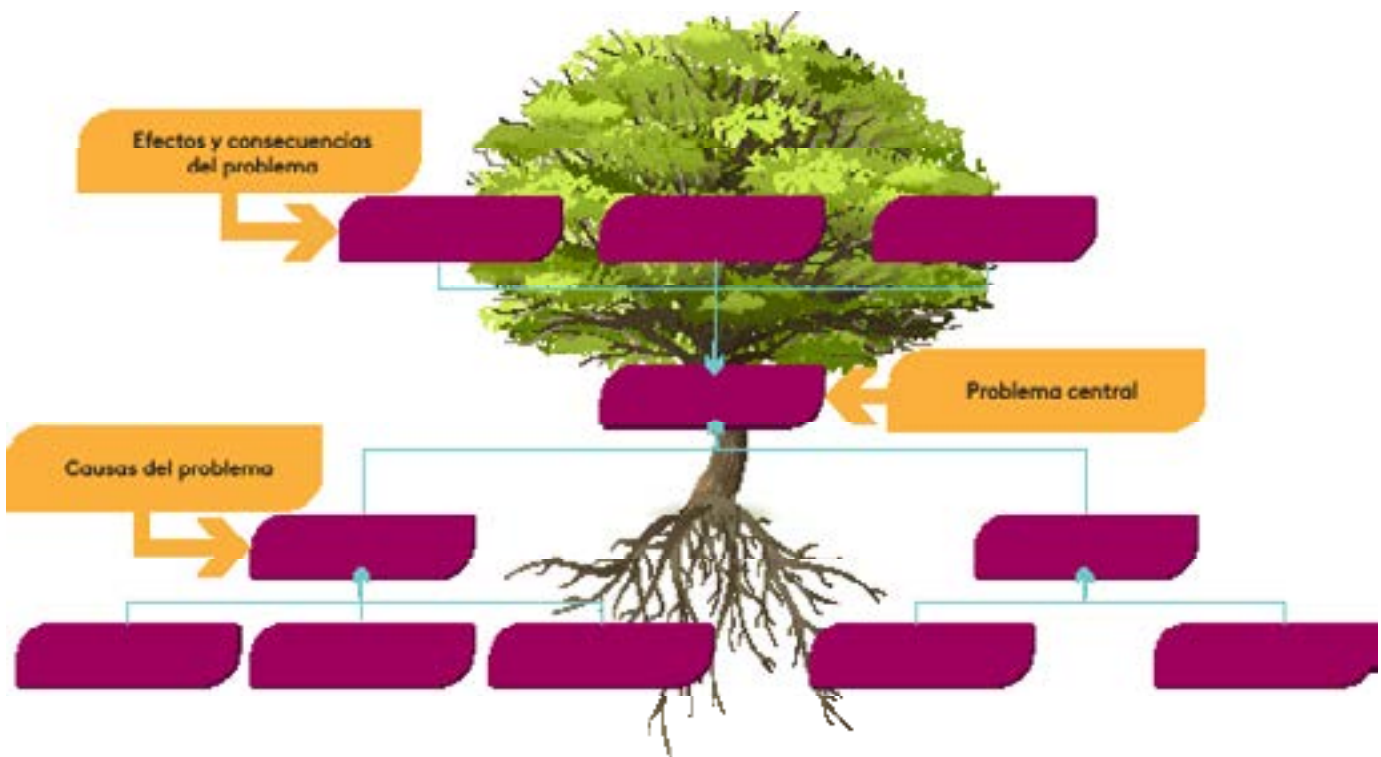 Efectos y consecuencias
del problema
Problema central
Causas del problema